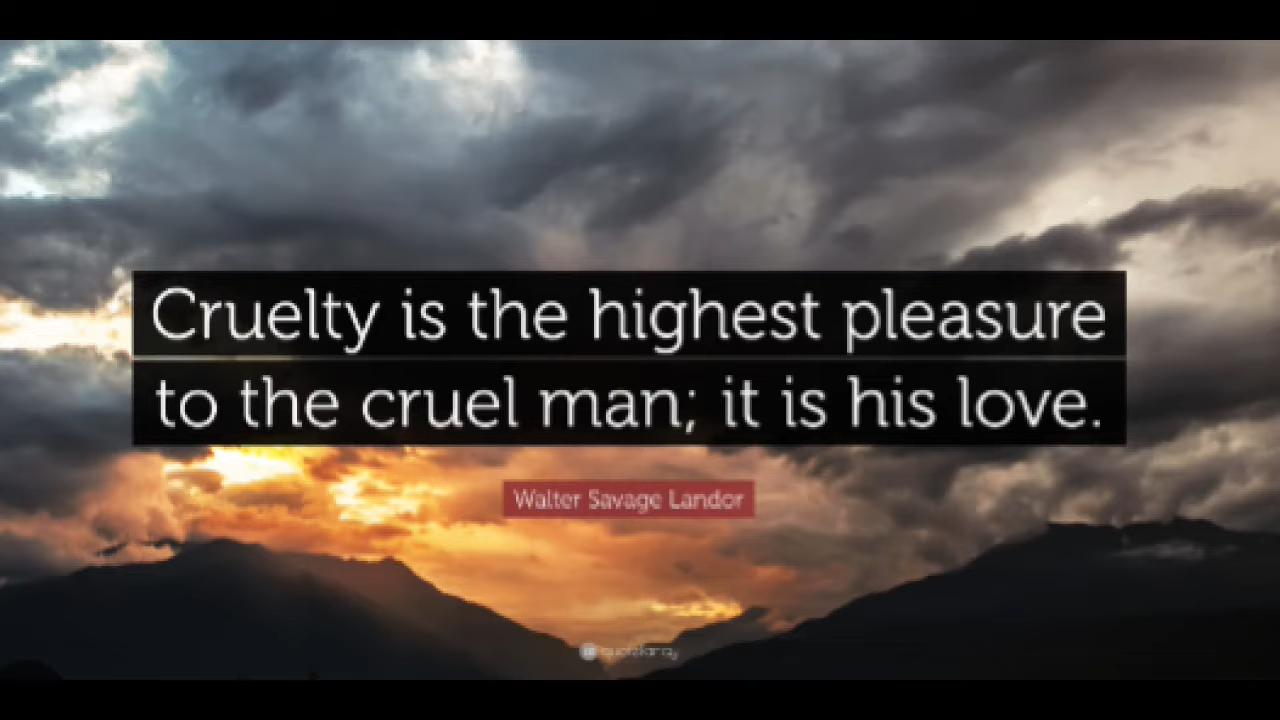 Cruelty is the highest pleasure
to the cruel man; it is his love.
Walter Savage Landor